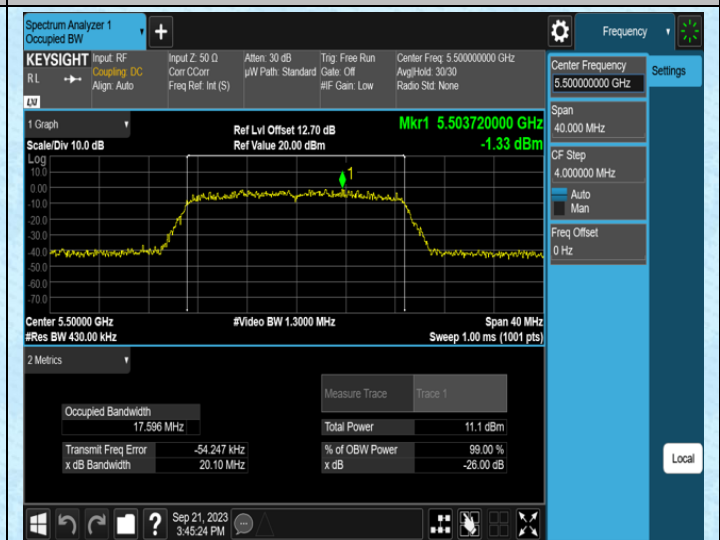 Spectrum Analyzer 1
Occupied BW
Frequency
KEYSIGHT
R L
Input: RF
Coupling: DC
Align: Auto
Input Z: 50 Ω
Corr CCorr
Freq Ref: Int (S)
Atten: 30 dB
µW Path: Standard
Trig: Free Run
Gate: Off
#IF Gain: Low
Center Freq: 5.500000000 GHz
Avg|Hold: 30/30
Radio Std: None
LXI
1 Graph
Scale/Div 10.0 dB
Ref Lvl Offset 12.70 dB
Ref Value 20.00 dBm
Mkr1 5.503720000 GHz
-1.33 dBm
Log
10.0
0.00
-10.0
-20.0
-30.0
-40.0
-50.0
-60.0
-70.0
1
Center 5.50000 GHz
#Res BW 430.00 kHz
#Video BW 1.3000 MHz
Span 40 MHz
Sweep 1.00 ms (1001 pts)
2 Metrics
Measure Trace Trace 1
Occupied Bandwidth
17.596 MHz
Total Power 11.1 dBm
Transmit Freq Error -54.247 kHz
x dB Bandwidth 20.10 MHz
% of OBW Power 99.00 %
x dB -26.00 dB
Center Frequency
5.500000000 GHz
Settings
Span
40.000 MHz
CF Step
4.000000 MHz
Auto
Man
Freq Offset
0 Hz
Local
?
Sep 21, 2023
3:45:24 PM